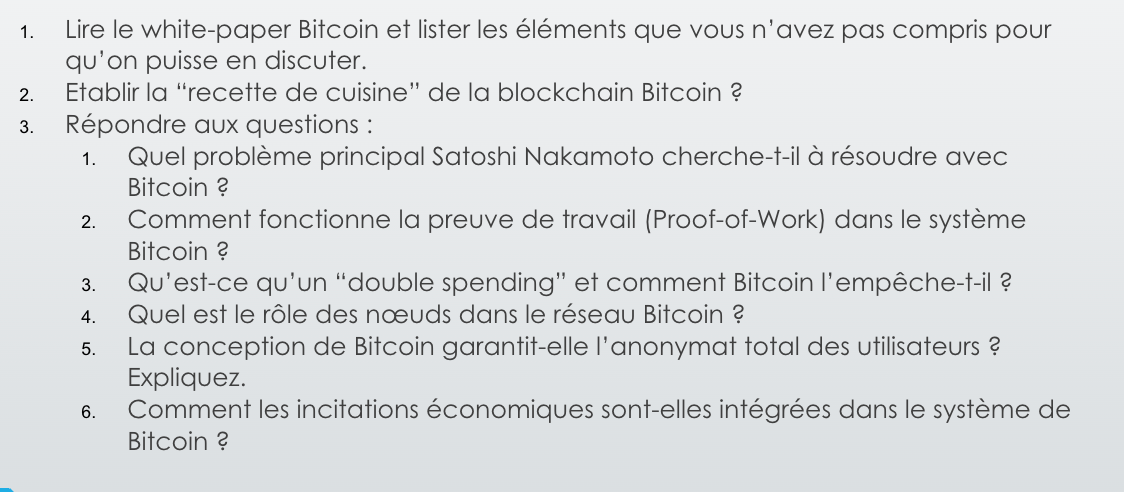 1. Lire le white-paper Bitcoin et lister les éléments que vous n’avez pas compris pour
qu’on puisse en discuter.
2. Etablir la “recette de cuisine” de la blockchain Bitcoin ?
3. Répondre aux questions :
1. Quel problème principal Satoshi Nakamoto cherche-t-il à résoudre avec
Bitcoin ?
2. Comment fonctionne la preuve de travail (Proof-of-Work) dans le système
Bitcoin ?
3. Qu’est-ce qu’un “double spending” et comment Bitcoin l’empêche-t-il ?
4. Quel est le rôle des nœuds dans le réseau Bitcoin ?
5. La conception de Bitcoin garantit-elle l’anonymat total des utilisateurs ?
Expliquez.
6. Comment les incitations économiques sont-elles intégrées dans le système de
Bitcoin ?